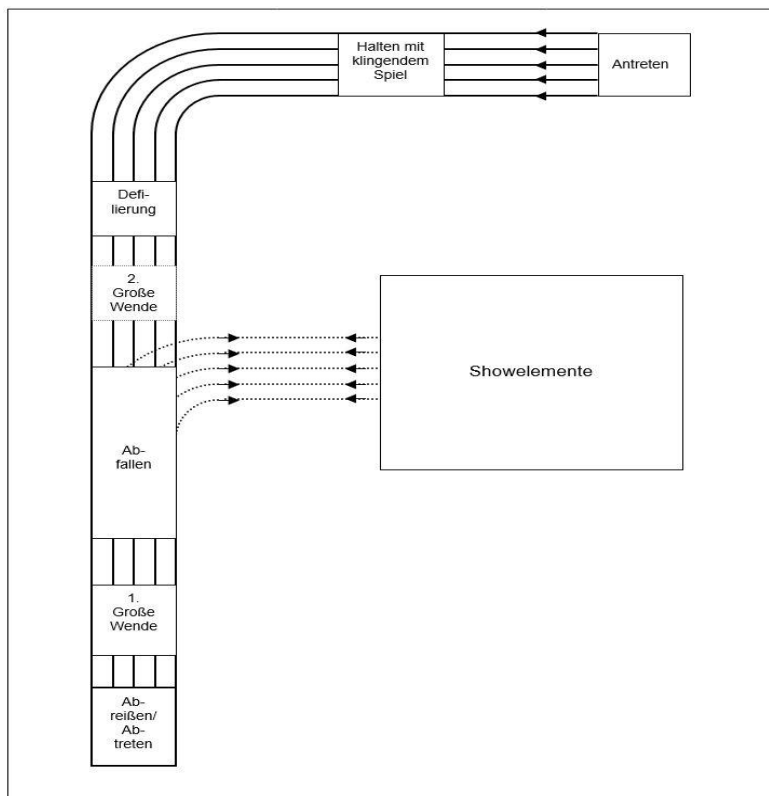 Halten mit
klingendem
Spiel
Antreten
Defi-
lierung
2.
Große
Wende
Showelemente
Ab-
fallen
1.
Große
Wende
Ab-
reißen/
Ab-
treten